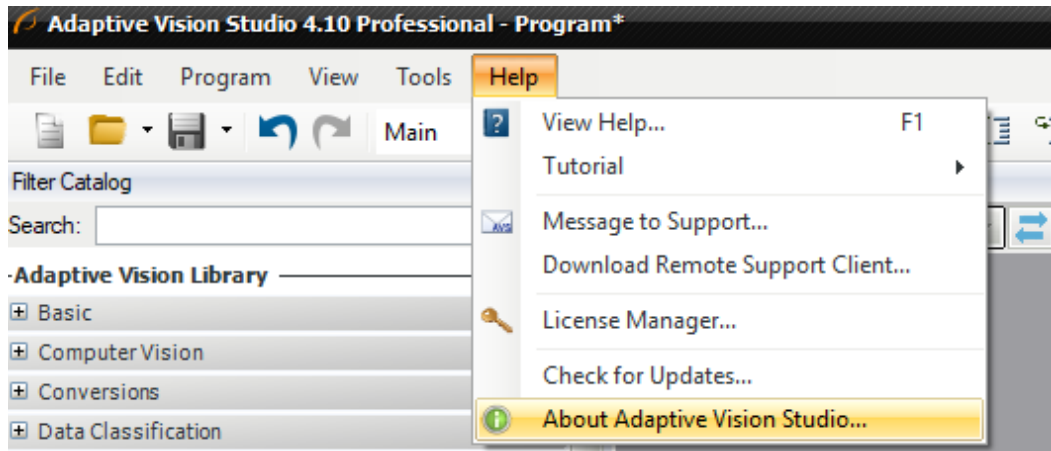 Adaptive Vision Studio 4.10 Professional - Program*
File Edit Program View Tools Help
Main
View Help... F1
Tutorial
Filter Catalog
Search:
Message to Support...
Download Remote Support Client...
Adaptive Vision Library
Basic
License Manager...
Computer Vision
Check for Updates...
Conversions
About Adaptive Vision Studio...
Data Classification